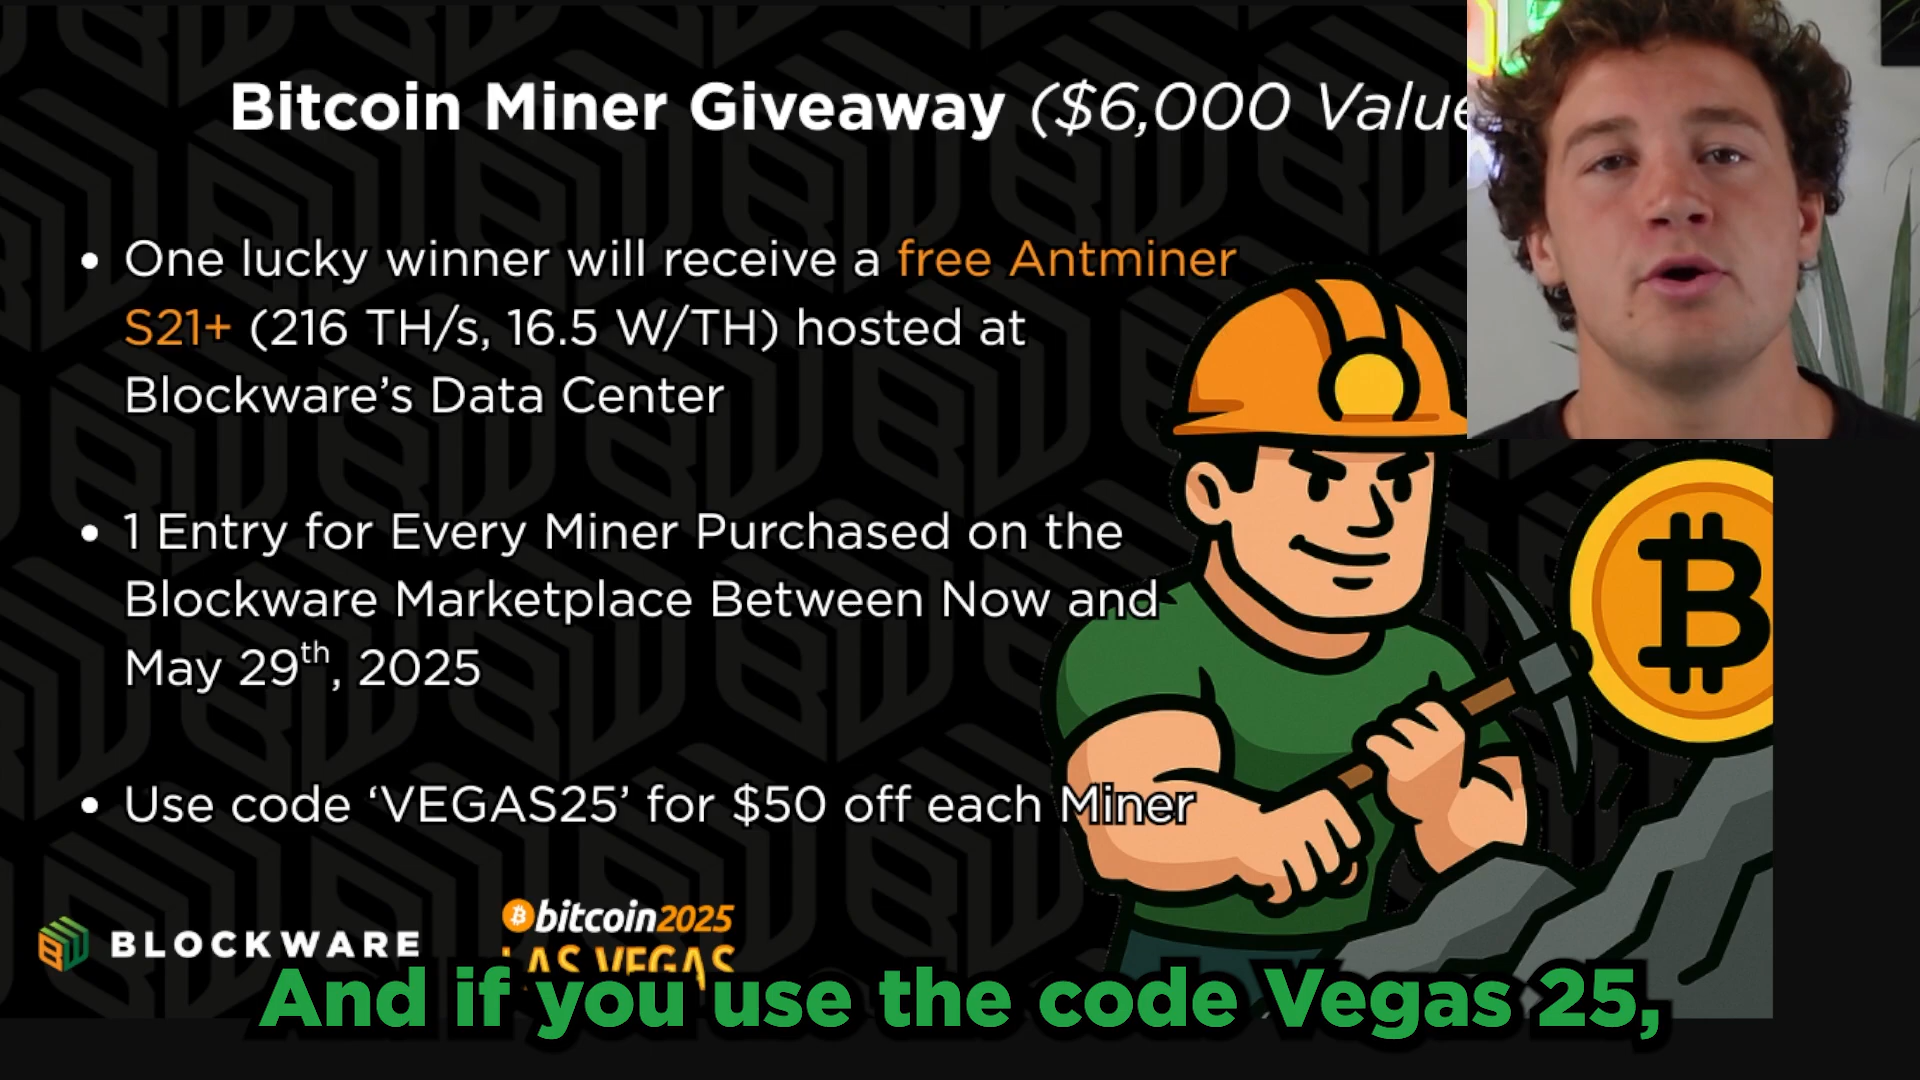 Bitcoin Miner Giveaway ($6,000 Value
• One lucky winner will receive a free Antminer
S21+ (216 TH/s, 16.5 W/TH) hosted at
Blockware’s Data Center
• 1 Entry for Every Miner Purchased on the
Blockware Marketplace Between Now and
May 29th, 2025
• Use code ‘VEGAS25’ for $50 off each Miner
BLOCKWARE
bitcoin2025
LAS VEGAS
And if you use the code Vegas 25,